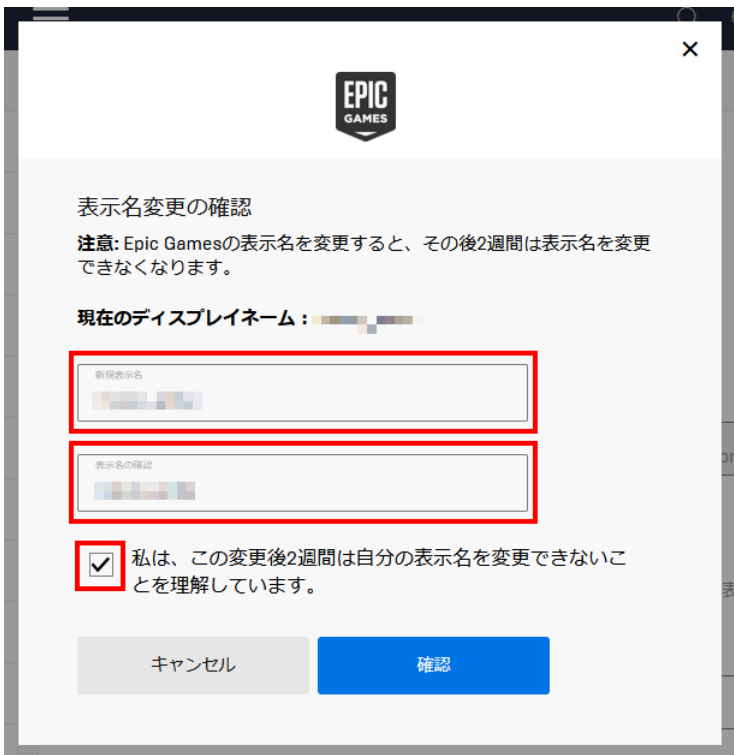 EPIC
GAMES
表示名変更の確認
注意: Epic Gamesの表示名を変更すると、その後2週間は表示名を変更
できなくなります。
現在のディスプレイネーム：
新規表示名
表示名の確認
私は、この変更後2週間は自分の表示名を変更できないこ
とを理解しています。
キャンセル
確認